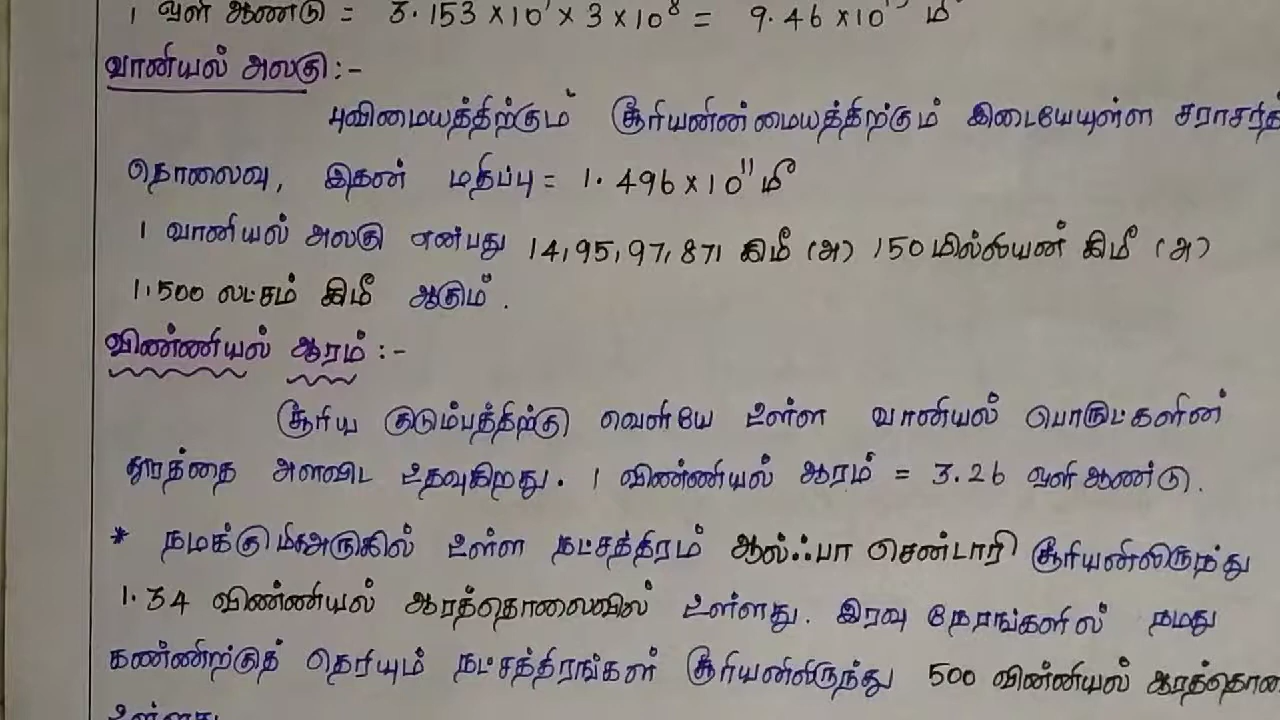 1 ஒளி ஆண்டு = 3.153 × 10⁷ × 3 × 10⁸ = 9.46 × 10¹⁵ மீ
வானியல் அலகு :-
புவிமையத்திற்கும் சூரியனின் மையத்திற்கும் இடையேயுள்ள சராசரித்
தொலைவு, இதன் மதிப்பு = 1.496 × 10¹¹ மீ
1 வானியல் அலகு என்பது 14,95,97,871 கிமீ (அ) 150 மில்லியன் கிமீ (அ)
1.500 லட்சம் கிமீ ஆகும்.
விண்ணியல் ஆரம் :-
சூரிய குடும்பத்திற்கு வெளியே உள்ள வானியல் பொருட்களின்
தூரத்தை அளவிட உதவுகிறது. 1 விண்ணியல் ஆரம் = 3.26 ஒளி ஆண்டு.
* நமக்கு மிகஅருகில் உள்ள நட்சத்திரம் ஆல்ஃபா சென்டாரி சூரியனிலிருந்து
1.34 விண்ணியல் ஆரத்தொலைவில் உள்ளது. இரவு நேரங்களில் நமது
கண்ணிற்குத் தெரியும் நட்சத்திரங்கள் சூரியனிலிருந்து 500 விண்ணியல்
உள்ளது